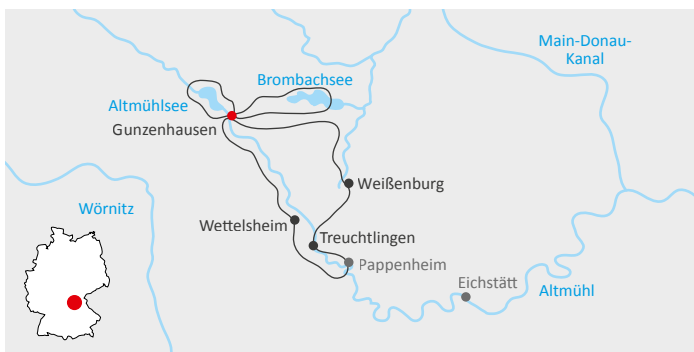 Main-Donau-
Kanal
Brombachsee
Altmühlsee
Gunzenhausen
Weißenburg
Wörnitz
Wettelsheim
Treuchtlingen
Pappenheim
Eichstätt
Altmühl